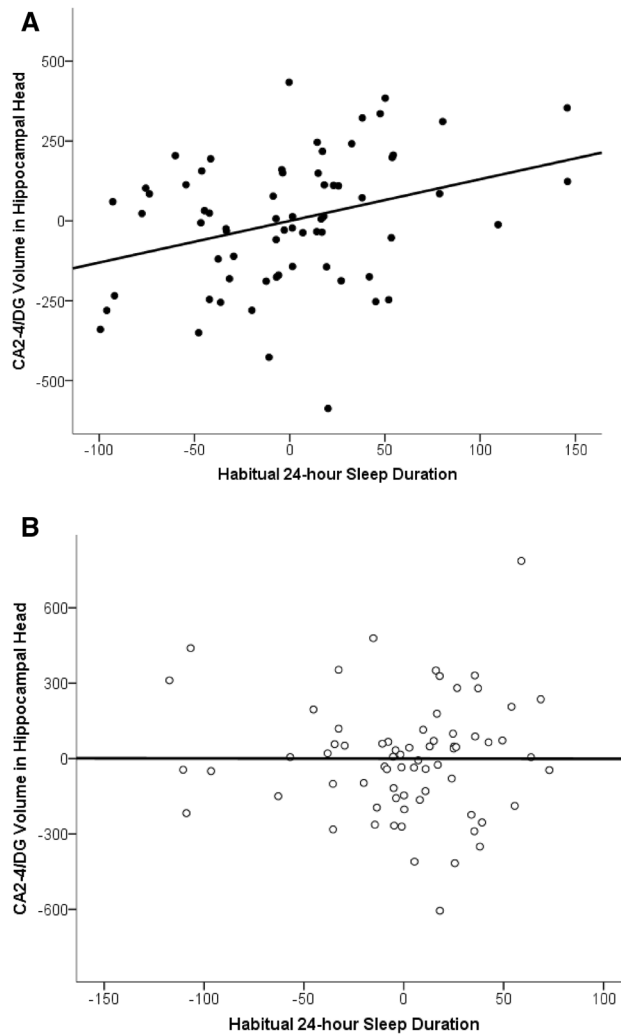 A
CA2-4/DG Volume in Hippocampal Head
500
250
0
-250
-500
-100 -50 0 50 100 150
Habitual 24-hour Sleep Duration
B
CA2-4/DG Volume in Hippocampal Head
600
300
0
-300
-600
-150 -100 -50 0 50 100
Habitual 24-hour Sleep Duration